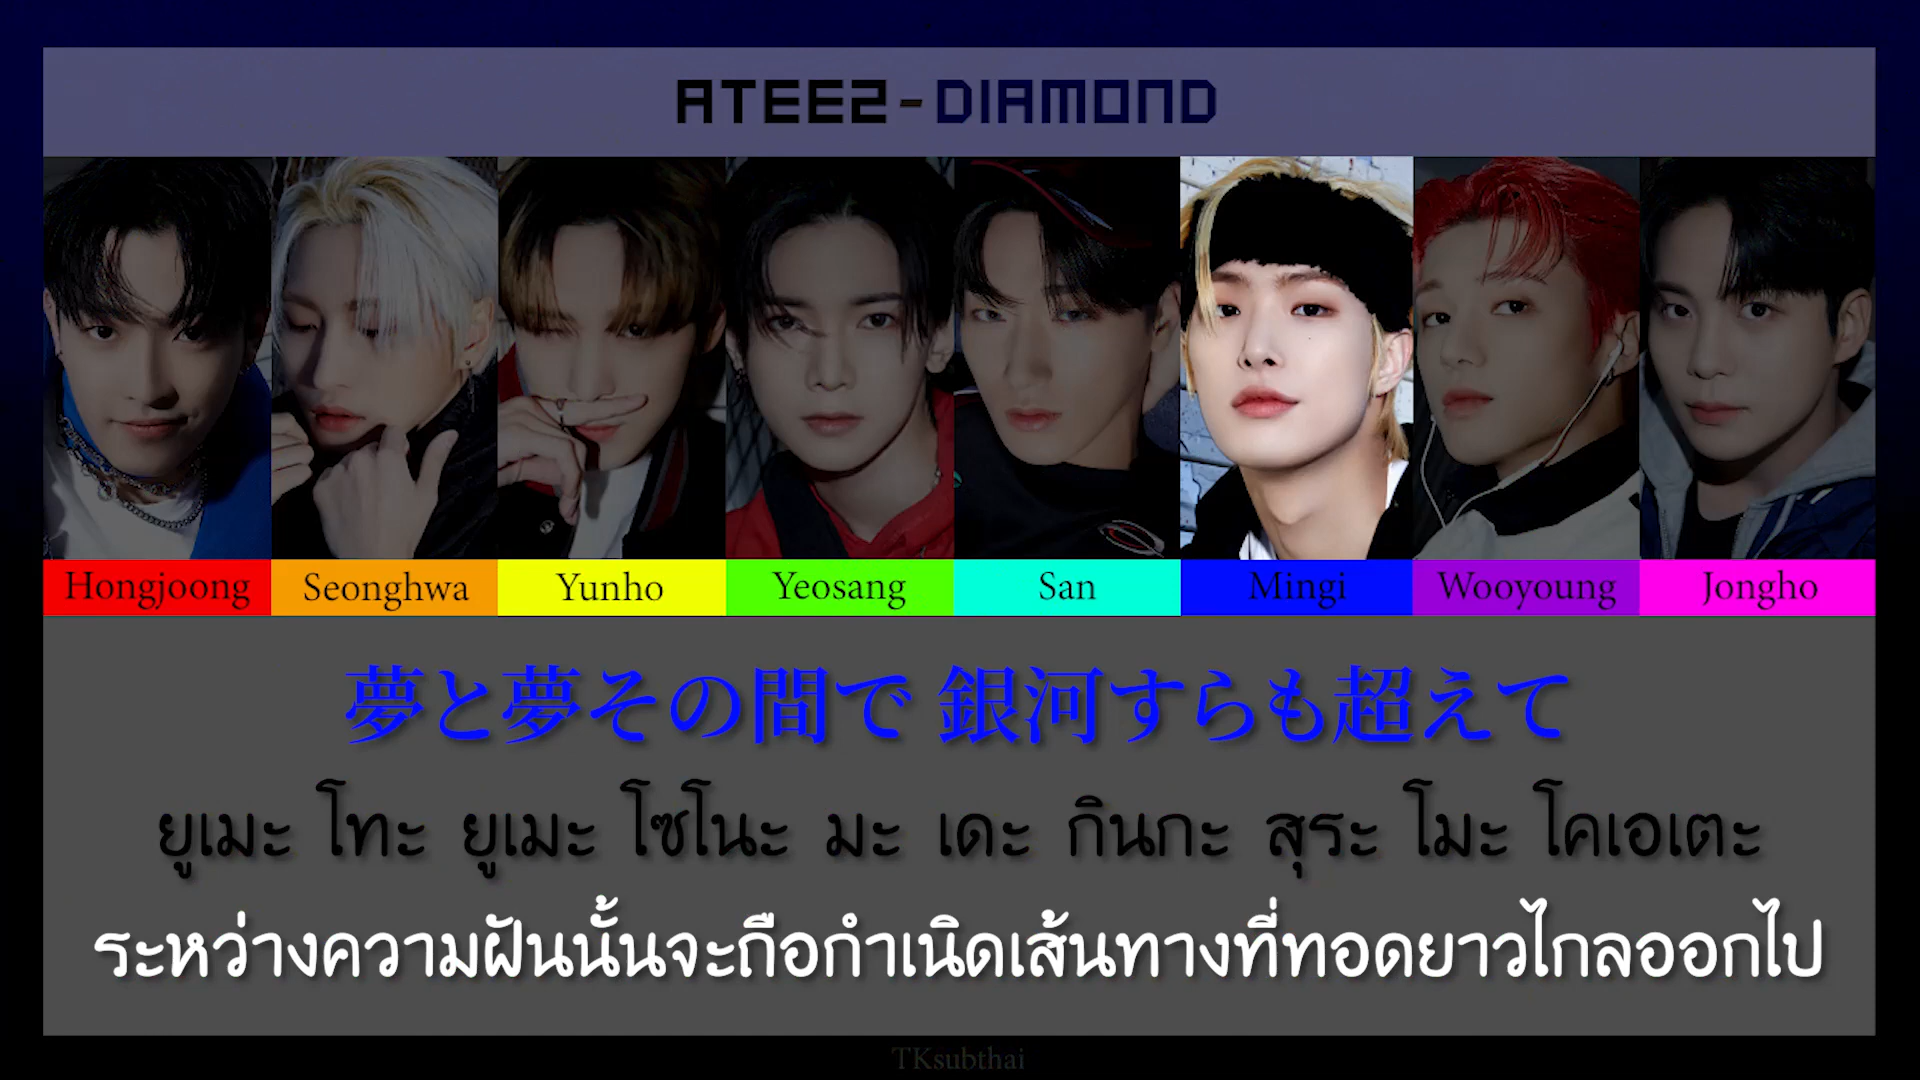 ATEEZ-DIAMOND
Hongjoong Seonghwa Yunho Yeosang San Mingi Wooyoung Jongho
夢と夢その間で 銀河すらも超えて
ยูเมะ โทะ ยูเมะ โซโนะ มะ เดะ กินกะ สุระ โมะ โคเอเตะ
ระหว่างความฝันนั้นจะถือกำเนิดเส้นทางที่ทอดยาวไกลออกไป
TKsubthai